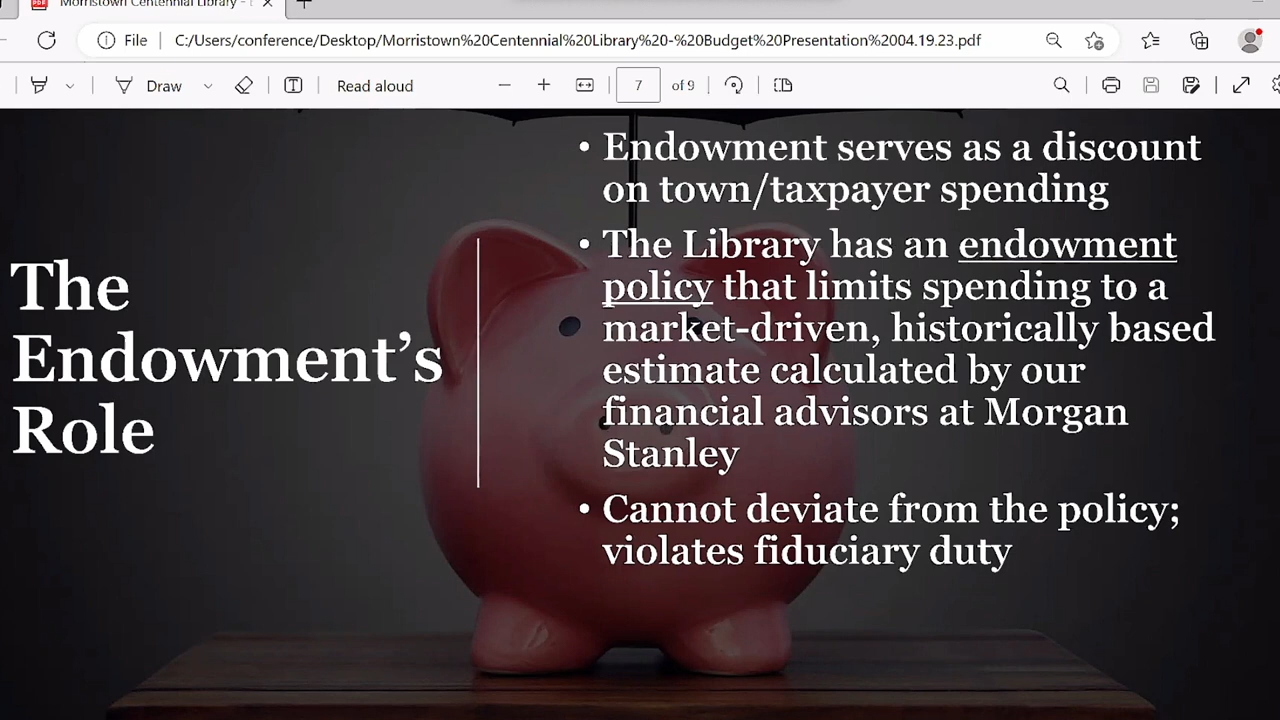 Morristown Centennial Library -
File
C:/Users/conference/Desktop/Morristown%20Centennial%20Library%20-%20Budget%20Presentation%2004.19.23.pdf
Draw
Read aloud
7
of 9
The
Endowment’s
Role
• Endowment serves as a discount
on town/taxpayer spending
• The Library has an endowment
policy that limits spending to a
market-driven, historically based
estimate calculated by our
financial advisors at Morgan
Stanley
• Cannot deviate from the policy;
violates fiduciary duty